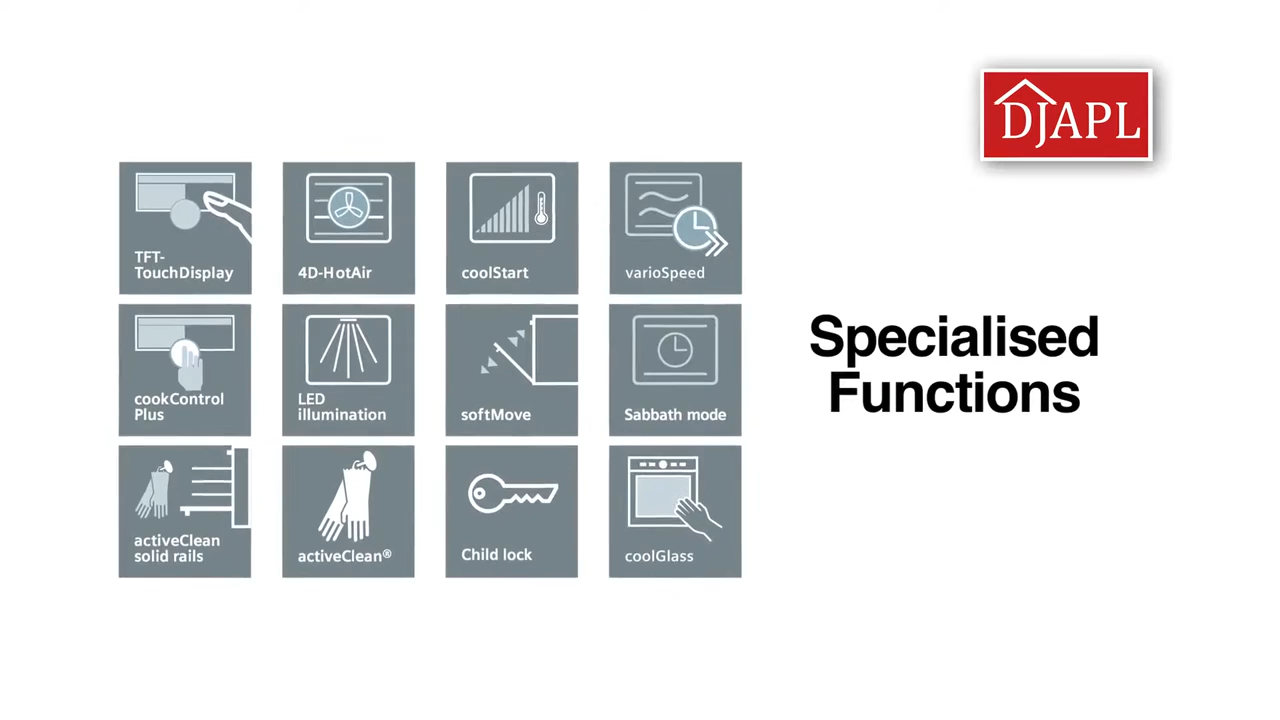 DJAPL
TFT-
TouchDisplay
4D-HotAir
coolStart
varioSpeed
cookControl
Plus
LED
illumination
softMove
Sabbath mode
activeClean
solid rails
activeClean®
Child lock
coolGlass
Specialised
Functions